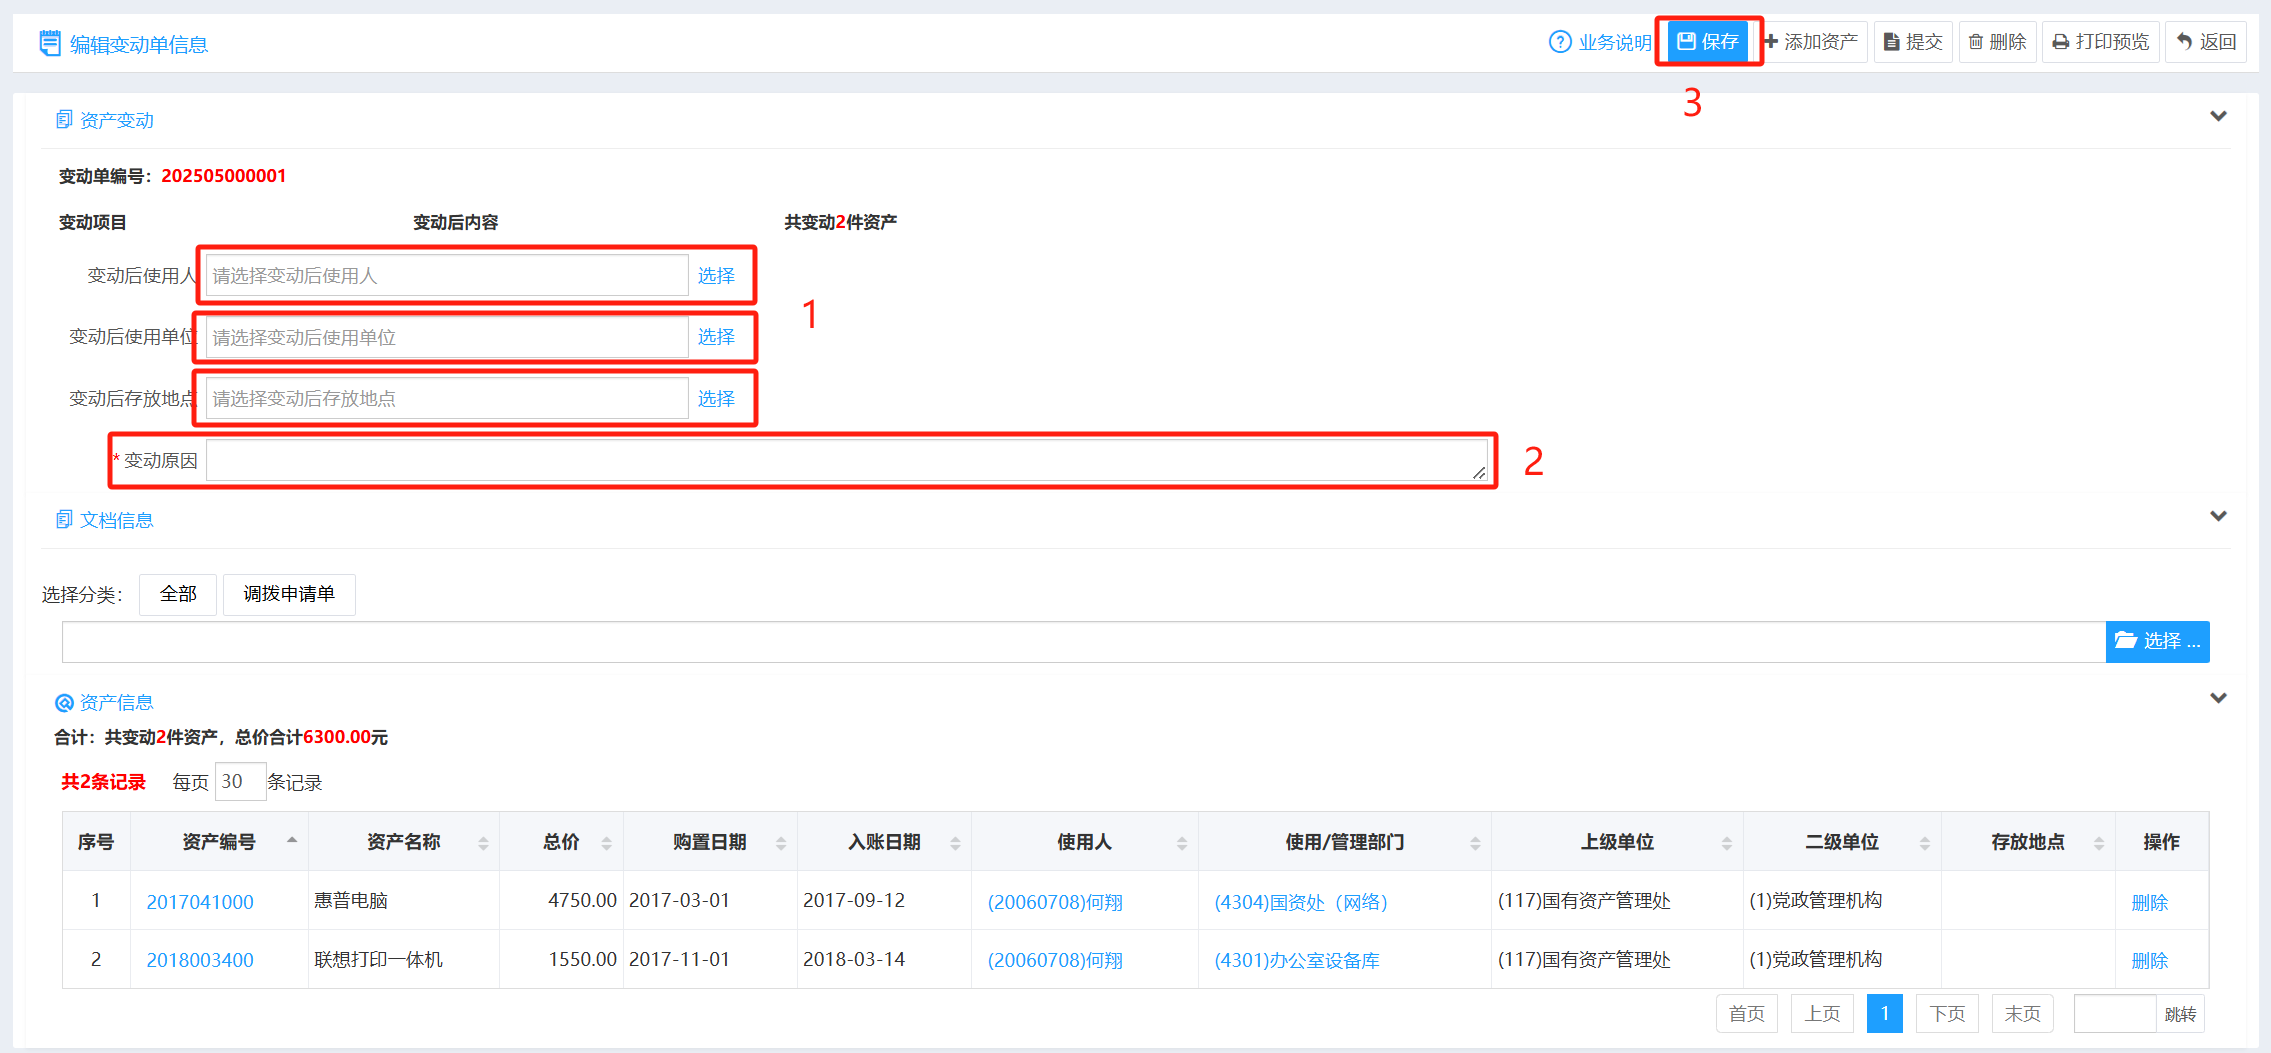 编辑变动单信息
业务说明 保存 添加资产 提交 删除 打印预览 返回
3
资产变动
变动单编号：202505000001
变动项目 变动后内容 共变动2件资产
变动后使用人 请选择变动后使用人 选择
1
变动后使用单位 请选择变动后使用单位 选择
变动后存放地点 请选择变动后存放地点 选择
*变动原因
2
文档信息
选择分类： 全部 调拨申请单
选择 ...
资产信息
合计：共变动2件资产，总价合计6300.00元
共2条记录 每页 30 条记录
序号 资产编号 资产名称 总价 购置日期 入账日期 使用人 使用/管理部门 上级单位 二级单位 存放地点 操作
1 2017041000 惠普电脑 4750.00 2017-03-01 2017-09-12 (20060708)何翔 (4304)国资处（网络） (117)国有资产管理处 (1)党政管理机构 删除
2 2018003400 联想打印一体机 1550.00 2017-11-01 2018-03-14 (20060708)何翔 (4301)办公室设备库 (117)国有资产管理处 (1)党政管理机构 删除
首页 上页 1 下页 末页 跳转